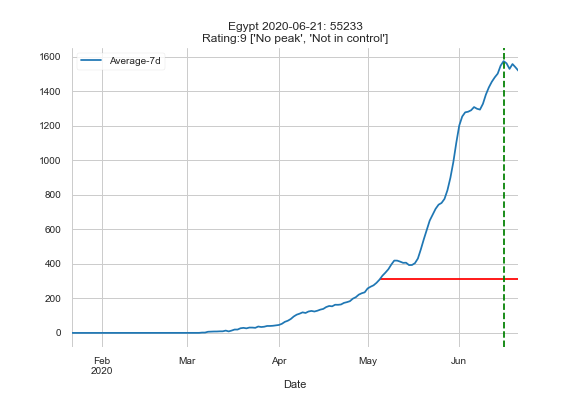 Egypt 2020-06-21: 55233
Rating:9 ['No peak', 'Not in control']
Average-7d
1600
1400
1200
1000
800
600
400
200
0
Feb
2020
Mar
Apr
May
Jun
Date